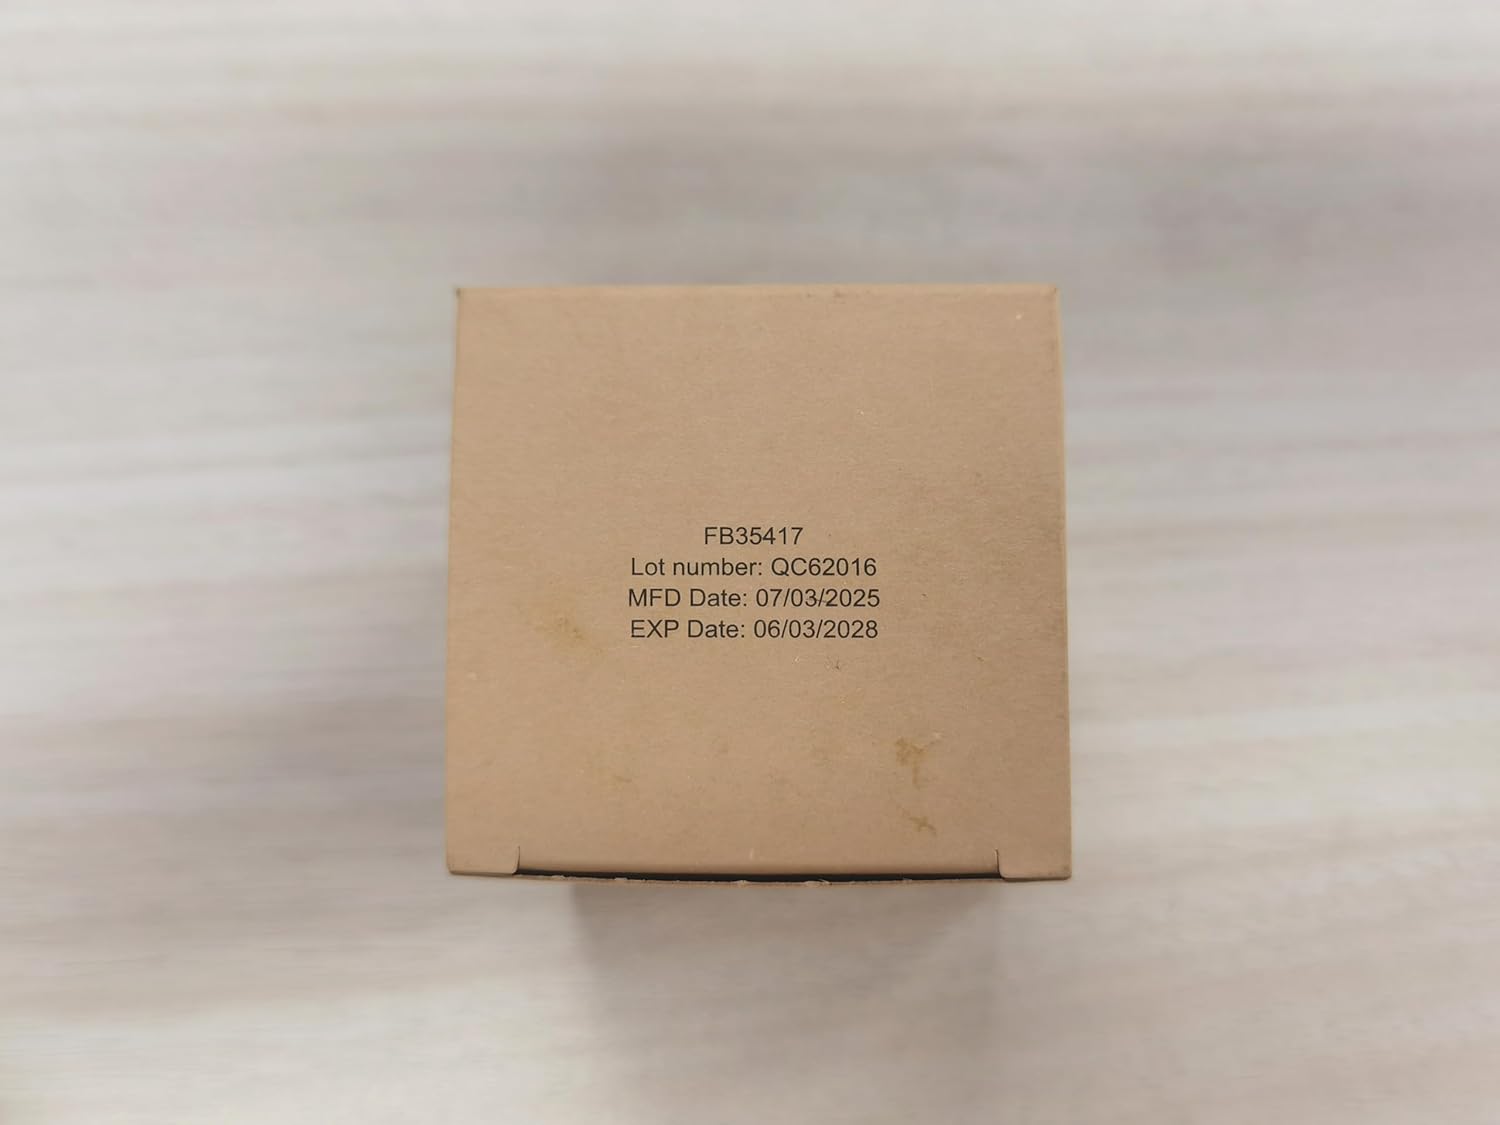 FB35417
Lot number: QC62016
MFD Date: 07/03/2025
EXP Date: 06/03/2028